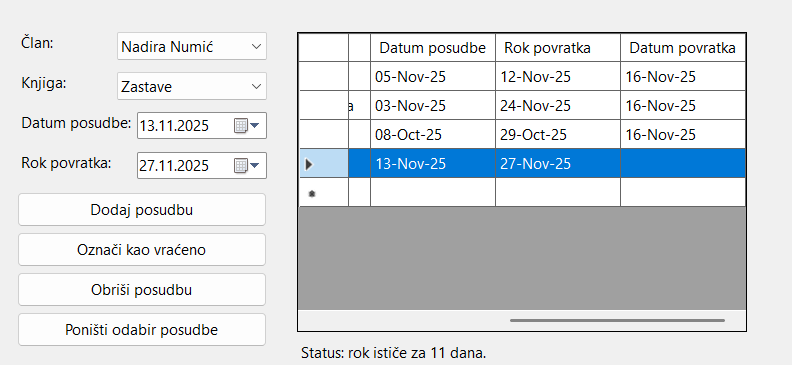 Član:
Nadira Numić
Knjiga:
Zastave
Datum posudbe:
13.11.2025
Rok povratka:
27.11.2025
Dodaj posudbu
Označi kao vraćeno
Obriši posudbu
Poništi odabir posudbe
Datum posudbe Rok povratka Datum povratka
05-Nov-25 12-Nov-25 16-Nov-25
a 03-Nov-25 24-Nov-25 16-Nov-25
08-Oct-25 29-Oct-25 16-Nov-25
13-Nov-25 27-Nov-25
Status: rok ističe za 11 dana.